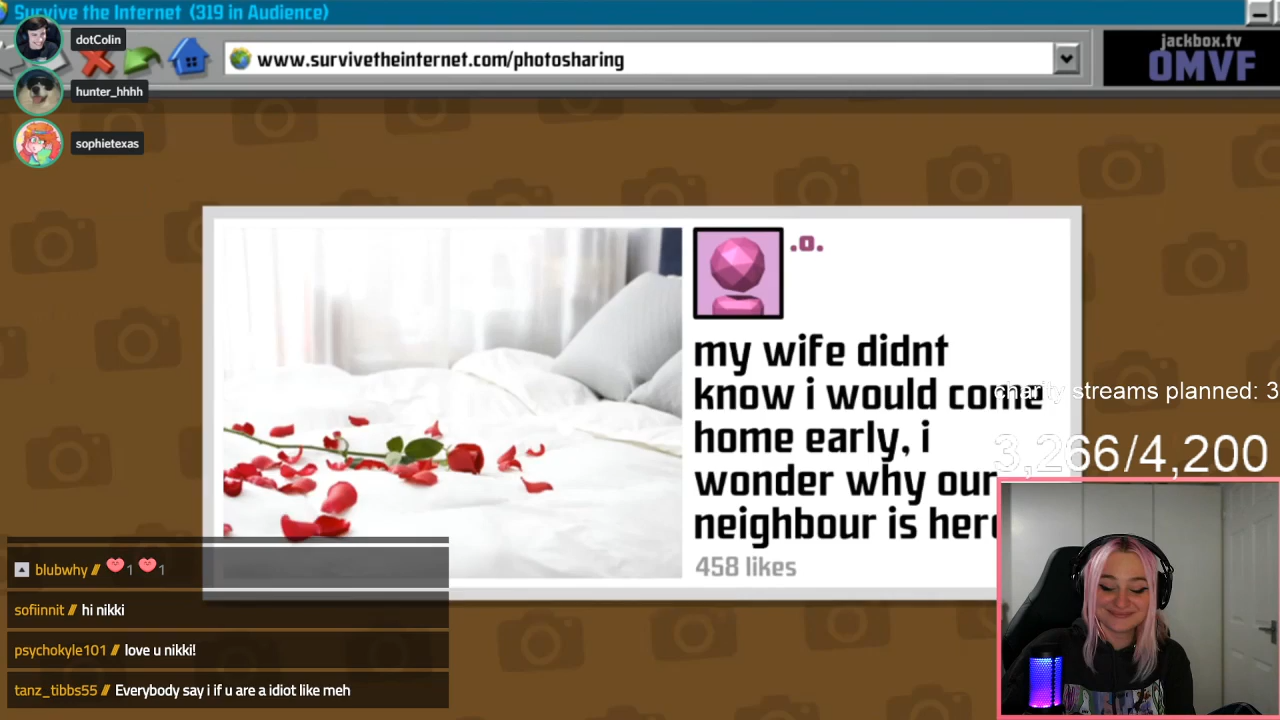 Survive the Internet (319 in Audience)
dotColin
www.survivetheinternet.com/photosharing
jackbox.tv
OMVF
hunter_hhhh
sophietexas
.o.
my wife didnt
know i would come
home early, i
wonder why our
neighbour is here
458 likes
charity streams planned: 3
3,266/4,200
blubwhy // 1 1
sofiinnit // hi nikki
psychokyle101 // love u nikki!
tanz_tibbs55 // Everybody say i if u are a idiot like meh